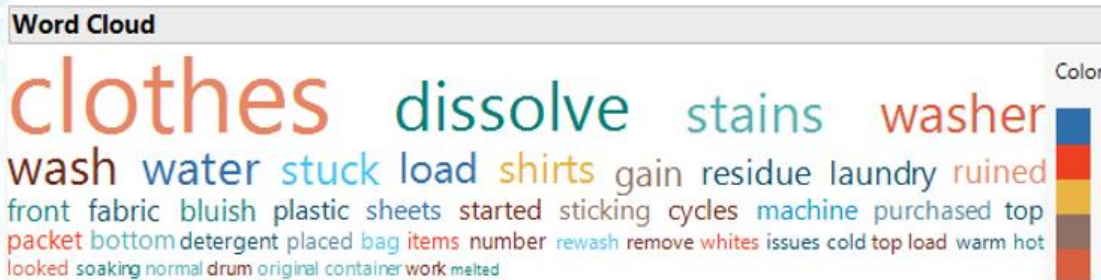 Word Cloud
Color
clothes dissolve stains washer
wash water stuck load shirts gain residue laundry ruined
front fabric bluish plastic sheets started sticking cycles machine purchased top
packet bottom detergent placed bag items number rewash remove whites issues cold top load warm hot
looked soaking normal drum original container work melted